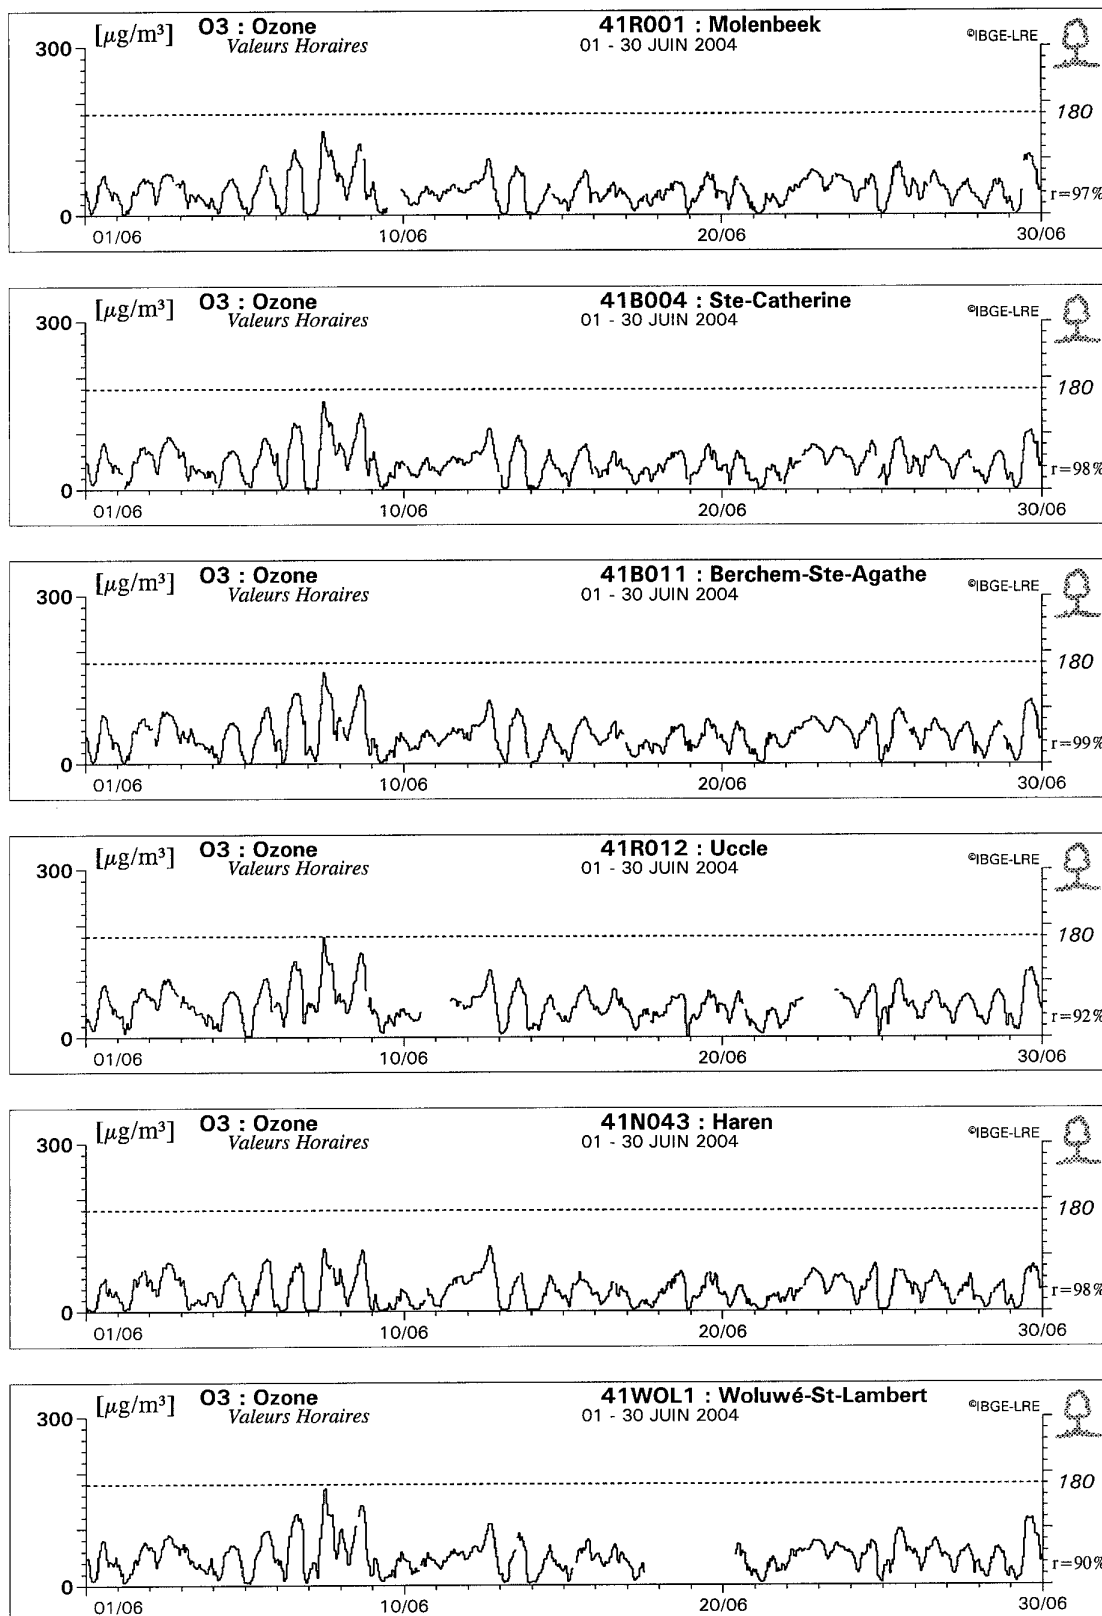 [μg/m³] O3 : Ozone 41R001 : Molenbeek ©IBGE-LRE
300 Valeurs Horaires 01 - 30 JUIN 2004
180
r=97%
0
01/06 10/06 20/06 30/06
[μg/m³] O3 : Ozone 41B004 : Ste-Catherine ©IBGE-LRE
300 Valeurs Horaires 01 - 30 JUIN 2004
180
r=98%
0
01/06 10/06 20/06 30/06
[μg/m³] O3 : Ozone 41B011 : Berchem-Ste-Agathe ©IBGE-LRE
300 Valeurs Horaires 01 - 30 JUIN 2004
180
r=99%
0
01/06 10/06 20/06 30/06
[μg/m³] O3 : Ozone 41R012 : Uccle ©IBGE-LRE
300 Valeurs Horaires 01 - 30 JUIN 2004
180
r=92%
0
01/06 10/06 20/06 30/06
[μg/m³] O3 : Ozone 41N043 : Haren ©IBGE-LRE
300 Valeurs Horaires 01 - 30 JUIN 2004
180
r=98%
0
01/06 10/06 20/06 30/06
[μg/m³] O3 : Ozone 41WOL1 : Woluwé-St-Lambert ©IBGE-LRE
300 Valeurs Horaires 01 - 30 JUIN 2004
180
r=90%
0
01/06 10/06 20/06 30/06